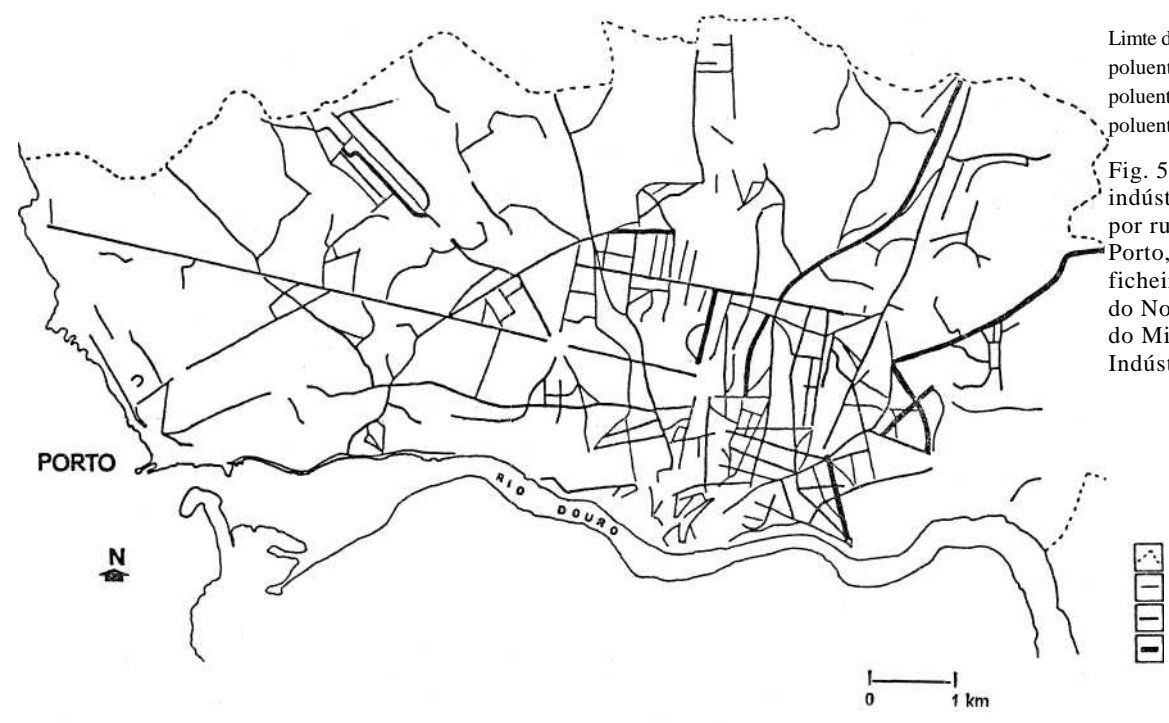 Limte d
poluent
poluent
poluent
Fig. 5
indúst
por ru
Porto,
fichei
do No
do Mi
Indúst
PORTO
RIO
DOURO
N
0 1 km